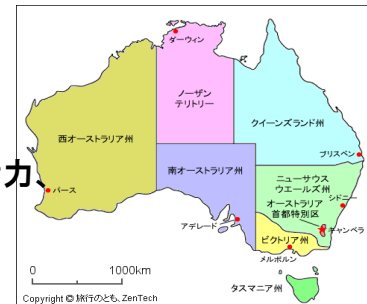 ダーウィン
ノーザン
テリトリー
クイーンズランド州
西オーストラリア州
ブリスベン
南オーストラリア州
カ、
パース
ニューサウス
ウエールズ州
シドニー
オーストラリア
首都特別区
キャンベラ
アデレード
ビクトリア州
メルボルン
0 1000km
タスマニア州
Copyright © 旅行のとも、ZenTech